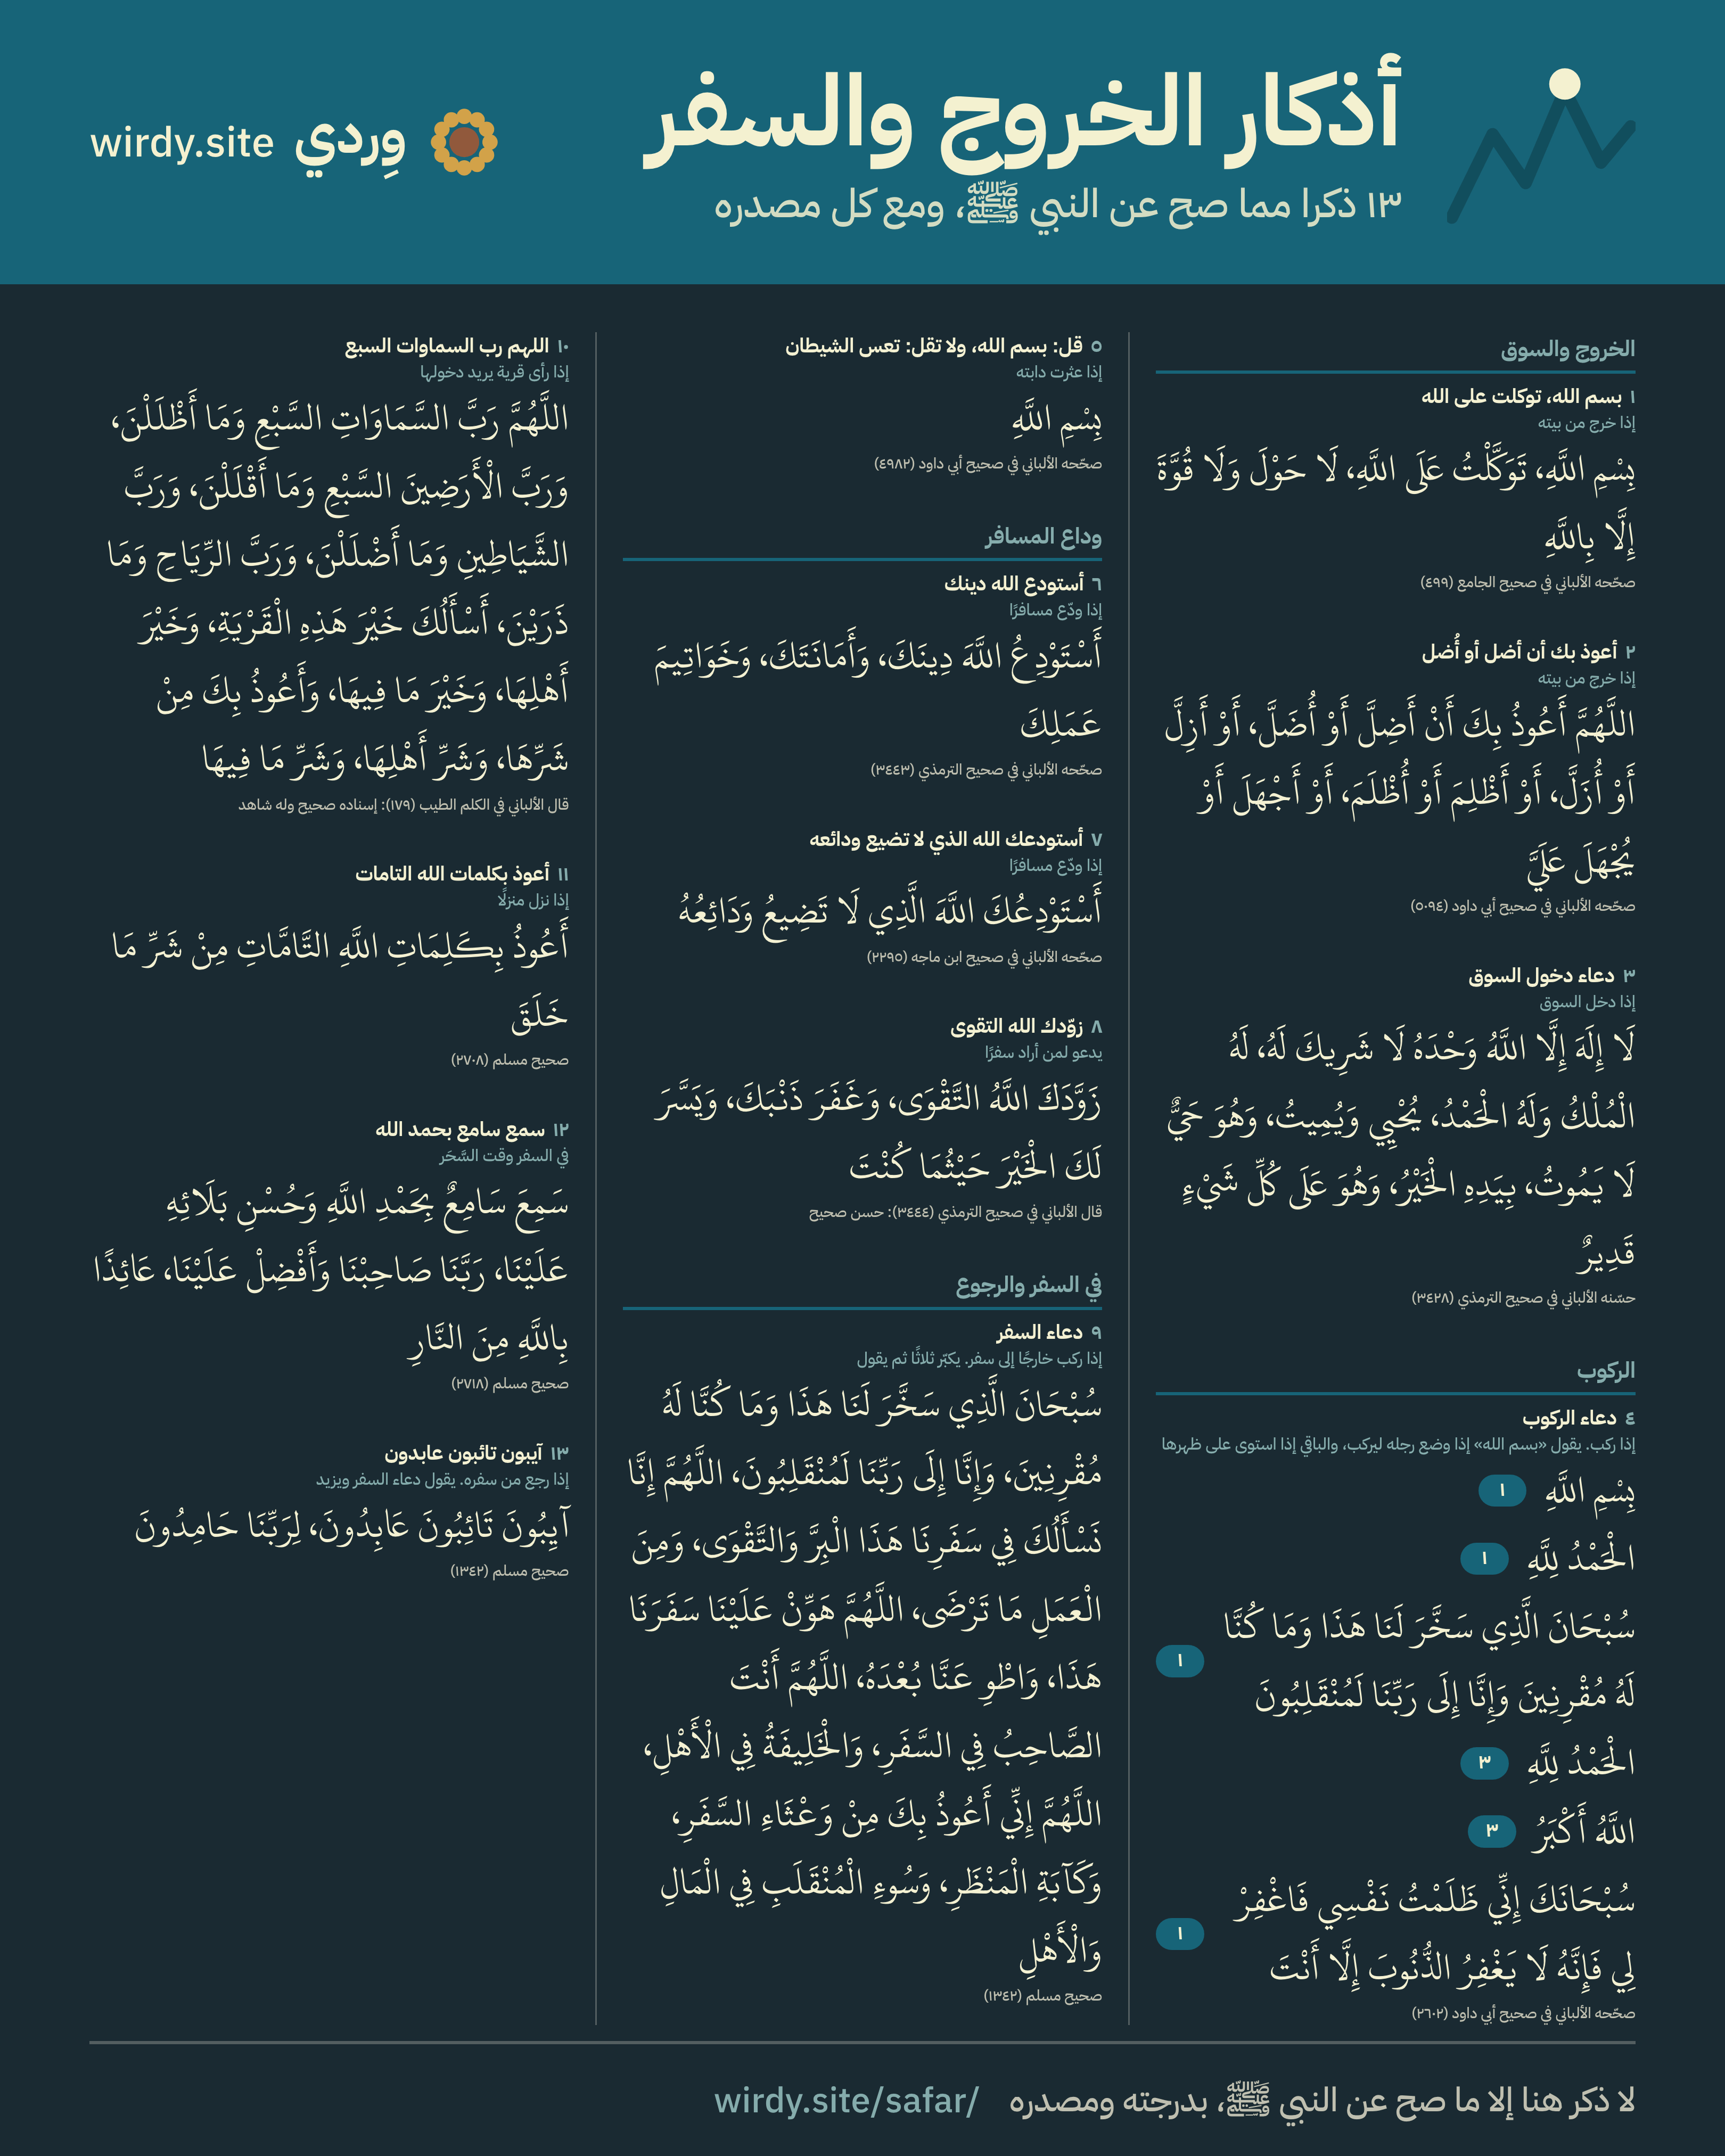 أذكار الخروج والسفر
١٣ ذكرا مما صح عن النبي ﷺ، ومع كل مصدره
وِردي wirdy.site
الخروج والسوق
١ بسم الله، توكلت على الله
إذا خرج من بيته
بِسْمِ اللَّهِ، تَوَكَّلْتُ عَلَى اللَّهِ، لَا حَوْلَ وَلَا قُوَّةَ
إِلَّا بِاللَّهِ
صحّحه الألباني في صحيح الجامع (٤٩٩)
٢ أعوذ بك أن أضل أو أُضل
إذا خرج من بيته
اللَّهُمَّ أَعُوذُ بِكَ أَنْ أَضِلَّ أَوْ أُضَلَّ، أَوْ أَزِلَّ
أَوْ أُزَلَّ، أَوْ أَظْلِمَ أَوْ أُظْلَمَ، أَوْ أَجْهَلَ أَوْ
يُجْهَلَ عَلَيَّ
صحّحه الألباني في صحيح أبي داود (٥٠٩٤)
٣ دعاء دخول السوق
إذا دخل السوق
لَا إِلَهَ إِلَّا اللَّهُ وَحْدَهُ لَا شَرِيكَ لَهُ، لَهُ
الْمُلْكُ وَلَهُ الْحَمْدُ، يُحْيِي وَيُمِيتُ، وَهُوَ حَيٌّ
لَا يَمُوتُ، بِيَدِهِ الْخَيْرُ، وَهُوَ عَلَى كُلِّ شَيْءٍ
قَدِيرٌ
حسّنه الألباني في صحيح الترمذي (٣٤٢٨)
الركوب
٤ دعاء الركوب
إذا ركب. يقول «بسم الله» إذا وضع رجله ليركب، والباقي إذا استوى على ظهرها
بِسْمِ اللَّهِ ١
الْحَمْدُ لِلَّهِ ١
سُبْحَانَ الَّذِي سَخَّرَ لَنَا هَذَا وَمَا كُنَّا
لَهُ مُقْرِنِينَ وَإِنَّا إِلَى رَبِّنَا لَمُنْقَلِبُونَ ١
الْحَمْدُ لِلَّهِ ٣
اللَّهُ أَكْبَرُ ٣
سُبْحَانَكَ إِنِّي ظَلَمْتُ نَفْسِي فَاغْفِرْ
لِي فَإِنَّهُ لَا يَغْفِرُ الذُّنُوبَ إِلَّا أَنْتَ ١
صحّحه الألباني في صحيح أبي داود (٢٦٠٢)
٥ قل: بسم الله، ولا تقل: تعس الشيطان
إذا عثرت دابته
بِسْمِ اللَّهِ
صحّحه الألباني في صحيح أبي داود (٤٩٨٢)
وداع المسافر
٦ أستودع الله دينك
إذا ودّع مسافرًا
أَسْتَوْدِعُ اللَّهَ دِينَكَ، وَأَمَانَتَكَ، وَخَوَاتِيمَ
عَمَلِكَ
صحّحه الألباني في صحيح الترمذي (٣٤٤٣)
٧ أستودعك الله الذي لا تضيع ودائعه
إذا ودّع مسافرًا
أَسْتَوْدِعُكَ اللَّهَ الَّذِي لَا تَضِيعُ وَدَائِعُهُ
صحّحه الألباني في صحيح ابن ماجه (٢٢٩٥)
٨ زوّدك الله التقوى
يدعو لمن أراد سفرًا
زَوَّدَكَ اللَّهُ التَّقْوَى، وَغَفَرَ ذَنْبَكَ، وَيَسَّرَ
لَكَ الْخَيْرَ حَيْثُمَا كُنْتَ
قال الألباني في صحيح الترمذي (٣٤٤٤): حسن صحيح
في السفر والرجوع
٩ دعاء السفر
إذا ركب خارجًا إلى سفر. يكبّر ثلاثًا ثم يقول
سُبْحَانَ الَّذِي سَخَّرَ لَنَا هَذَا وَمَا كُنَّا لَهُ
مُقْرِنِينَ، وَإِنَّا إِلَى رَبِّنَا لَمُنْقَلِبُونَ، اللَّهُمَّ إِنَّا
نَسْأَلُكَ فِي سَفَرِنَا هَذَا الْبِرَّ وَالتَّقْوَى، وَمِنَ
الْعَمَلِ مَا تَرْضَى، اللَّهُمَّ هَوِّنْ عَلَيْنَا سَفَرَنَا
هَذَا، وَاطْوِ عَنَّا بُعْدَهُ، اللَّهُمَّ أَنْتَ
الصَّاحِبُ فِي السَّفَرِ، وَالْخَلِيفَةُ فِي الْأَهْلِ،
اللَّهُمَّ إِنِّي أَعُوذُ بِكَ مِنْ وَعْثَاءِ السَّفَرِ،
وَكَآبَةِ الْمَنْظَرِ، وَسُوءِ الْمُنْقَلَبِ فِي الْمَالِ
وَالْأَهْلِ
صحيح مسلم (١٣٤٢)
١٠ اللهم رب السماوات السبع
إذا رأى قرية يريد دخولها
اللَّهُمَّ رَبَّ السَّمَاوَاتِ السَّبْعِ وَمَا أَظْلَلْنَ،
وَرَبَّ الْأَرَضِينَ السَّبْعِ وَمَا أَقْلَلْنَ، وَرَبَّ
الشَّيَاطِينِ وَمَا أَضْلَلْنَ، وَرَبَّ الرِّيَاحِ وَمَا
ذَرَيْنَ، أَسْأَلُكَ خَيْرَ هَذِهِ الْقَرْيَةِ، وَخَيْرَ
أَهْلِهَا، وَخَيْرَ مَا فِيهَا، وَأَعُوذُ بِكَ مِنْ
شَرِّهَا، وَشَرِّ أَهْلِهَا، وَشَرِّ مَا فِيهَا
قال الألباني في الكلم الطيب (١٧٩): إسناده صحيح وله شاهد
١١ أعوذ بكلمات الله التامات
إذا نزل منزلًا
أَعُوذُ بِكَلِمَاتِ اللَّهِ التَّامَّاتِ مِنْ شَرِّ مَا
خَلَقَ
صحيح مسلم (٢٧٠٨)
١٢ سمع سامع بحمد الله
في السفر وقت السَّحَر
سَمِعَ سَامِعٌ بِحَمْدِ اللَّهِ وَحُسْنِ بَلَائِهِ
عَلَيْنَا، رَبَّنَا صَاحِبْنَا وَأَفْضِلْ عَلَيْنَا، عَائِذًا
بِاللَّهِ مِنَ النَّارِ
صحيح مسلم (٢٧١٨)
١٣ آيبون تائبون عابدون
إذا رجع من سفره. يقول دعاء السفر ويزيد
آيِبُونَ تَائِبُونَ عَابِدُونَ، لِرَبِّنَا حَامِدُونَ
صحيح مسلم (١٣٤٢)
لا ذكر هنا إلا ما صح عن النبي ﷺ، بدرجته ومصدره wirdy.site/safar/